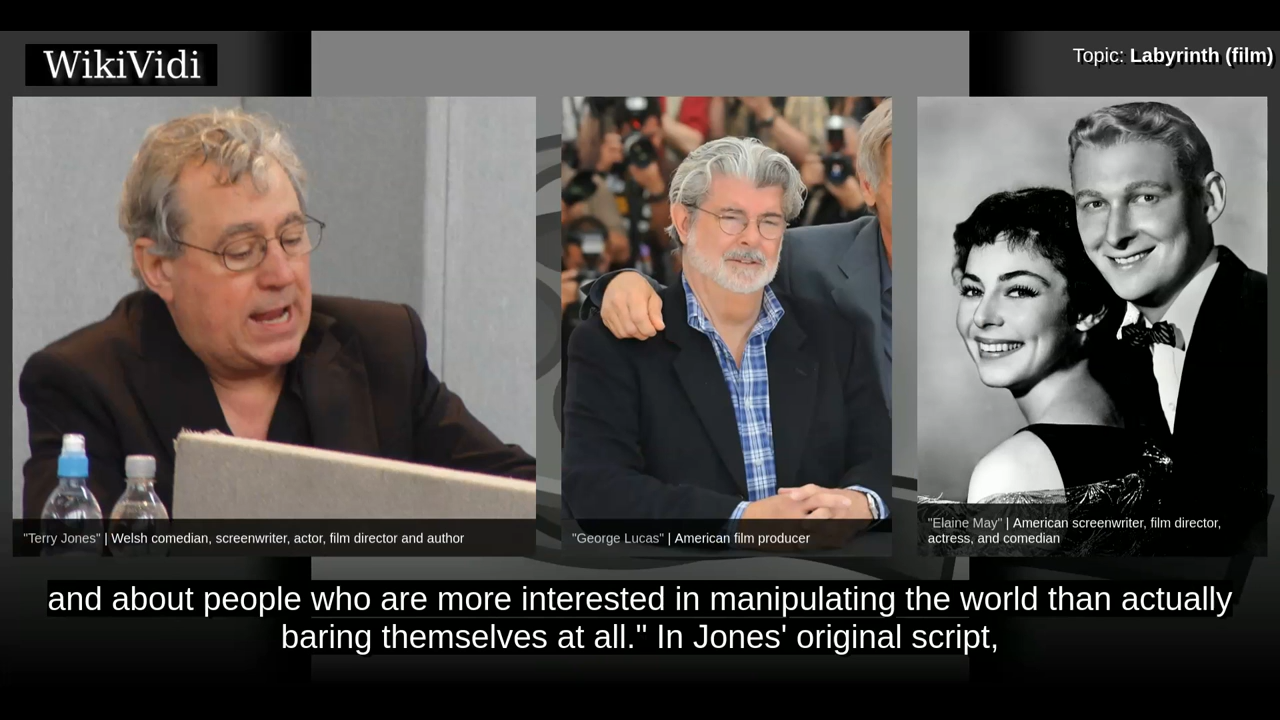 WikiVidi
Topic: Labyrinth (film)
"Terry Jones" | Welsh comedian, screenwriter, actor, film director and author
"George Lucas" | American film producer
"Elaine May" | American screenwriter, film director,
actress, and comedian
and about people who are more interested in manipulating the world than actually
baring themselves at all." In Jones' original script,